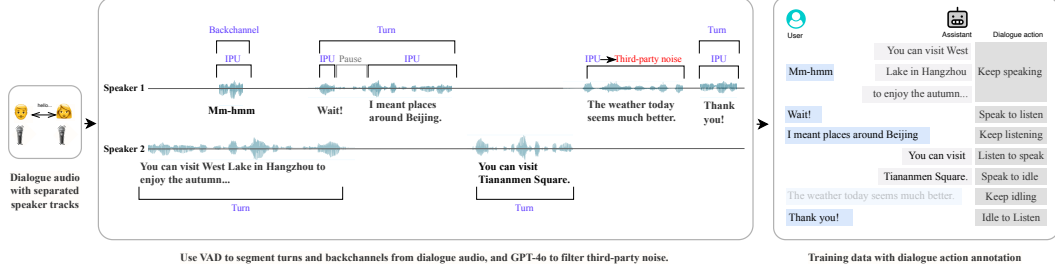 hello...
Dialogue audio
with separated
speaker tracks
Backchannel
IPU
Turn
IPU
Pause
IPU
IPU
Third-party noise
Turn
IPU
Speaker 1
Mm-hmm
Wait!
I meant places
around Beijing.
The weather today
seems much better.
Thank
you!
Speaker 2
You can visit West Lake in Hangzhou to
enjoy the autumn...
Turn
You can visit
Tiananmen Square.
Turn
Use VAD to segment turns and backchannels from dialogue audio, and GPT-4o to filter third-party noise.
User
Assistant
Dialogue action
You can visit West
Mm-hmm
Lake in Hangzhou
Keep speaking
to enjoy the autumn...
Wait!
Speak to listen
I meant places around Beijing
Keep listening
You can visit
Listen to speak
Tiananmen Square.
Speak to idle
The weather today seems much better.
Keep idling
Thank you!
Idle to Listen
Training data with dialogue action annotation